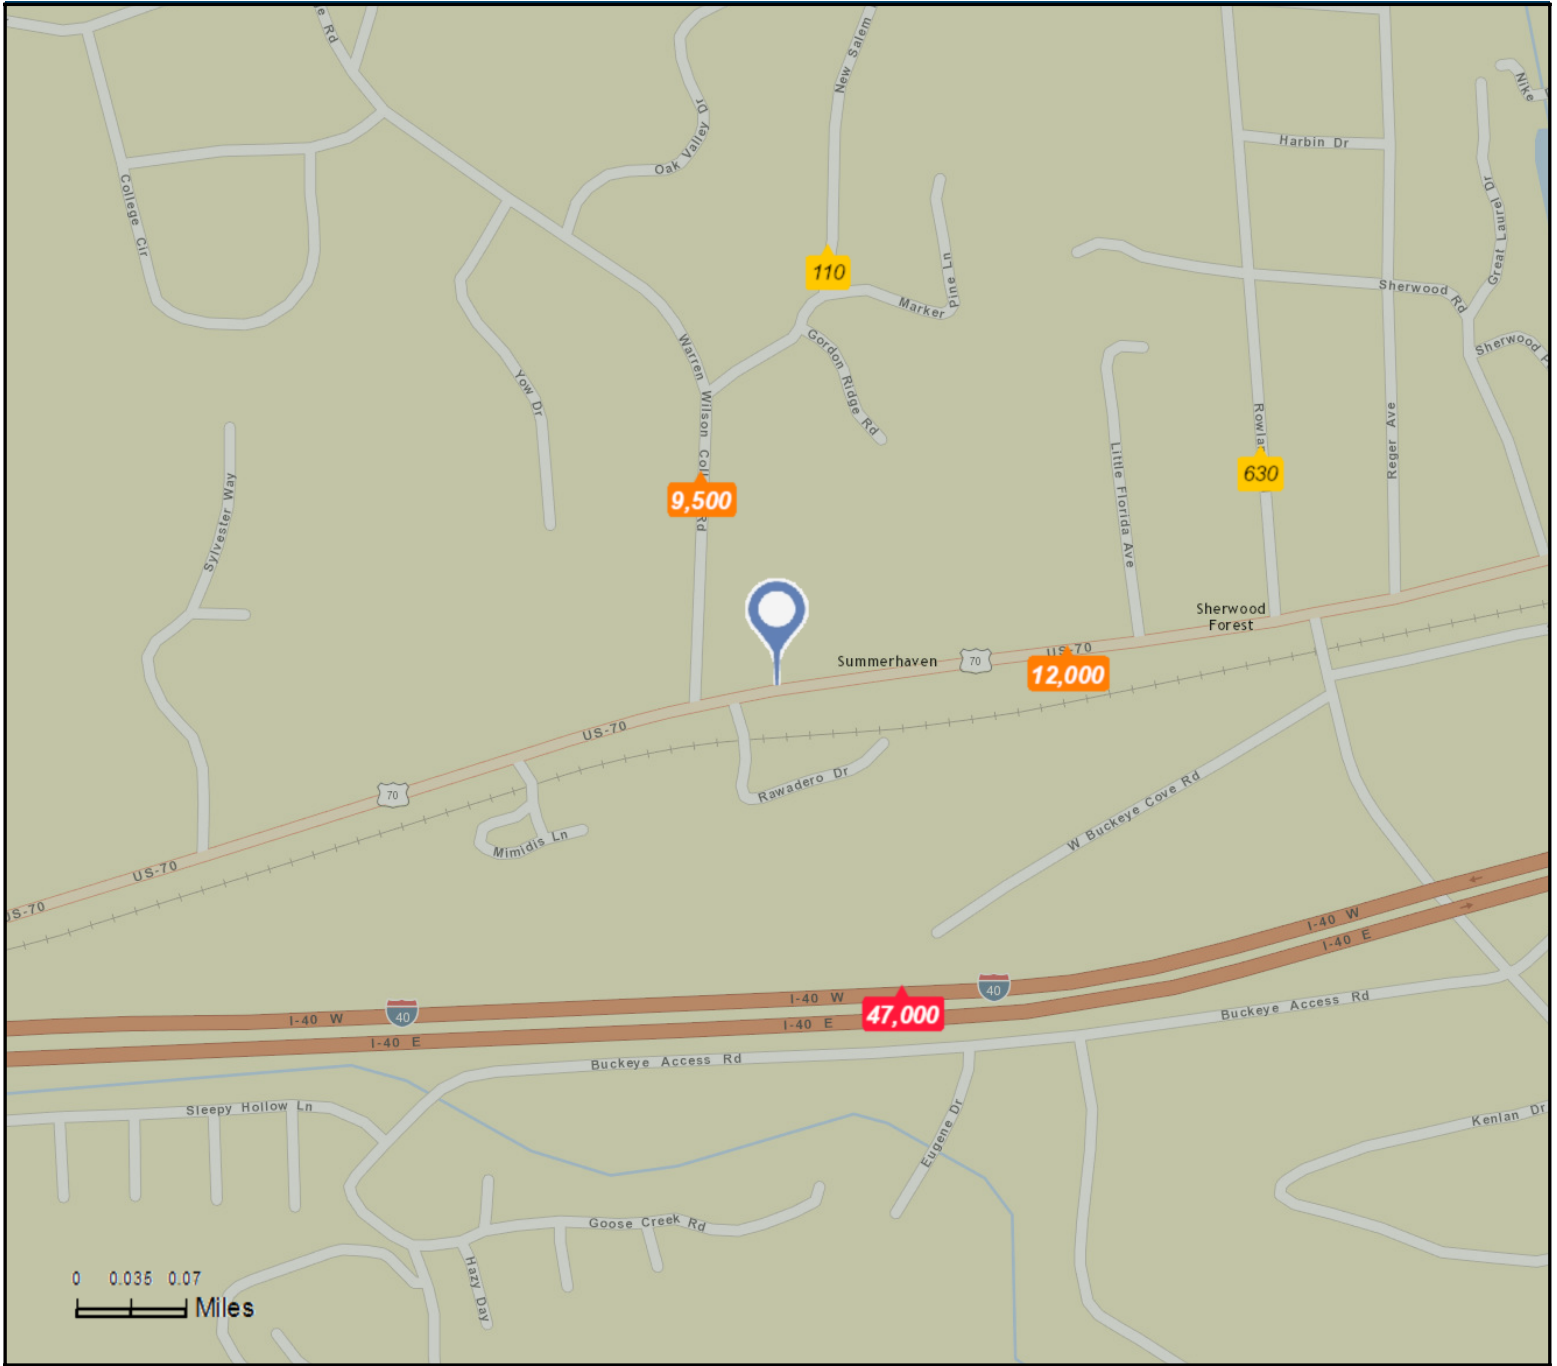 e Rd
New Salem
Nike
Oak Valley Dr
Harbin Dr
College Cir
Great Laurel Dr
110
Pine Ln
Marker
Sherwood Rd
Gordon Ridge Rd
Sherwood
Warren Wilson Coll
Rd
Yow Dr
9,500
Rowla
630
Reger Ave
Little Florida Ave
Sylvester Way
Sherwood
Forest
Summerhaven
70
US-70
12,000
US-70
70
Rawadero Dr
Mimidis Ln
W Buckeye Cove Rd
US-70
US-70
I-40 W
I-40 E
40
I-40 W
47,000
I-40 E
40
I-40 W
I-40 E
Buckeye Access Rd
Buckeye Access Rd
Sleepy Hollow Ln
Eugene Dr
Kenlan Dr
Goose Creek Rd
Hazy Day
0 0.035 0.07
Miles